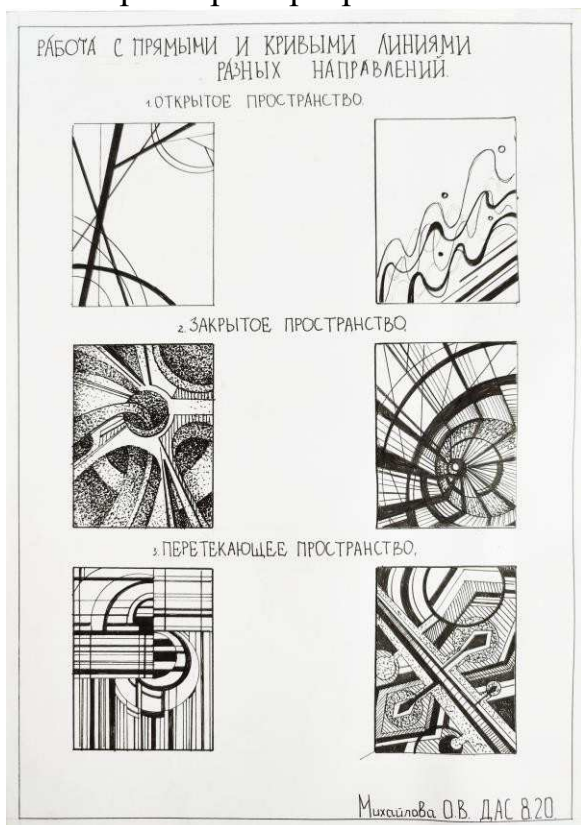 РАБОТА С ПРЯМЫМИ И КРИВЫМИ ЛИНИЯМИ
РАЗНЫХ НАПРАВЛЕНИЙ.
1. ОТКРЫТОЕ ПРОСТРАНСТВО.
2. ЗАКРЫТОЕ ПРОСТРАНСТВО
3. ПЕРЕТЕКАЮЩЕЕ ПРОСТРАНСТВО.
Михайлова О.В. ДАС 8.20